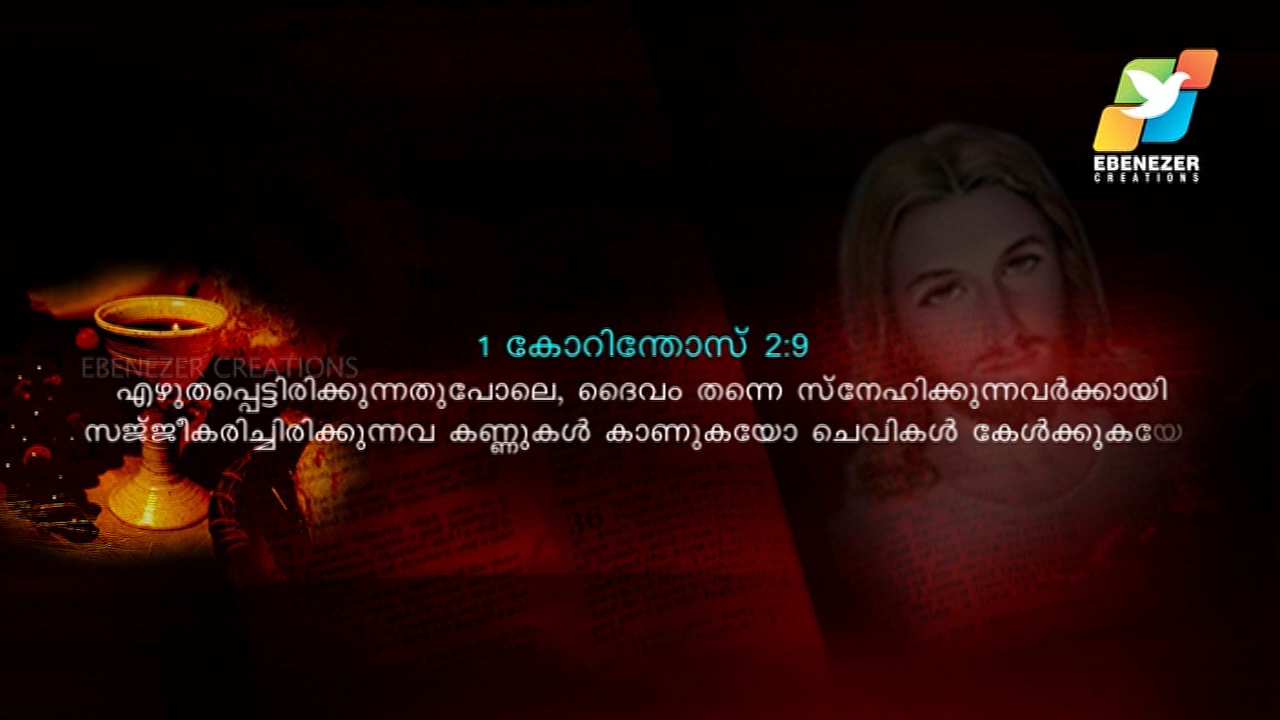 EBENEZER
CREATIONS
1 കോറിന്തോസ് 2:9
EBENEZER CREATIONS
എഴുതപ്പെട്ടിരിക്കുന്നതുപോലെ, ദൈവം തന്നെ സ്നേഹിക്കുന്നവർക്കായി
സജ്ജീകരിച്ചിരിക്കുന്നവ കണ്ണുകൾ കാണുകയോ ചെവികൾ കേൾക്കുകയേ